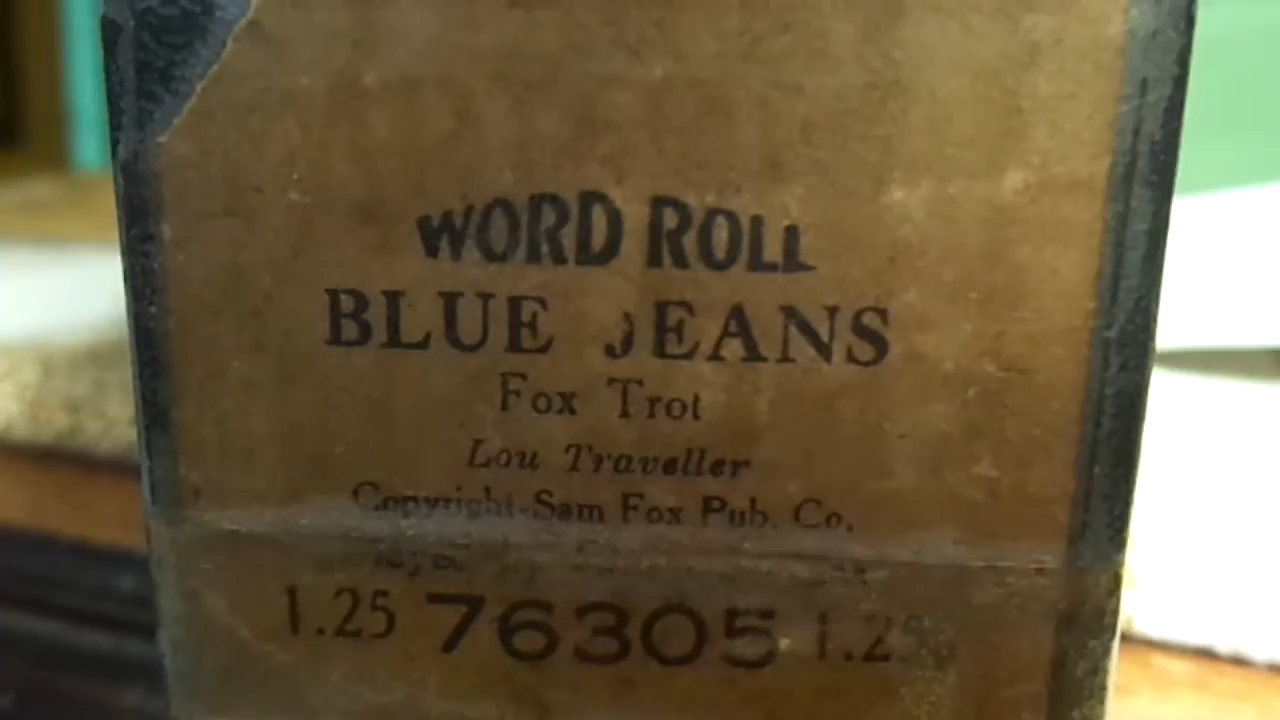 WORD ROLL
BLUE JEANS
Fox Trot
Lou Traveller
Copyright-Sam Fox Pub. Co.
1.25 76305 1.25